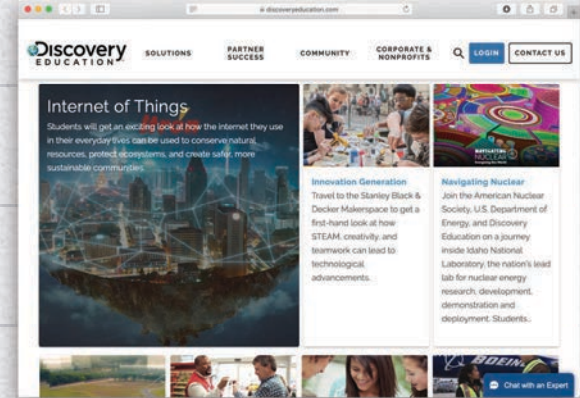 discoveryeducation.com
Discovery
EDUCATION
SOLUTIONS
PARTNER
SUCCESS
COMMUNITY
CORPORATE &
NONPROFITS
LOGIN
CONTACT US
Internet of Things
Students will get an exciting look at how the internet they use
in their everyday lives can be used to conserve natural
resources, protect ecosystems, and create safer, more
sustainable communities.
Innovation Generation
Travel to the Stanley Black &
Decker Makerspace to get a
first-hand look at how
STEAM, creativity, and
teamwork can lead to
technological
advancements.
NAVIGATING
NUCLEAR
Navigating Nuclear
Join the American Nuclear
Society, U.S. Department of
Energy, and Discovery
Education on a journey
inside Idaho National
Laboratory, the nation's lead
lab for nuclear energy
research, development,
demonstration and
deployment. Students...
BOEING
Chat with an Expert